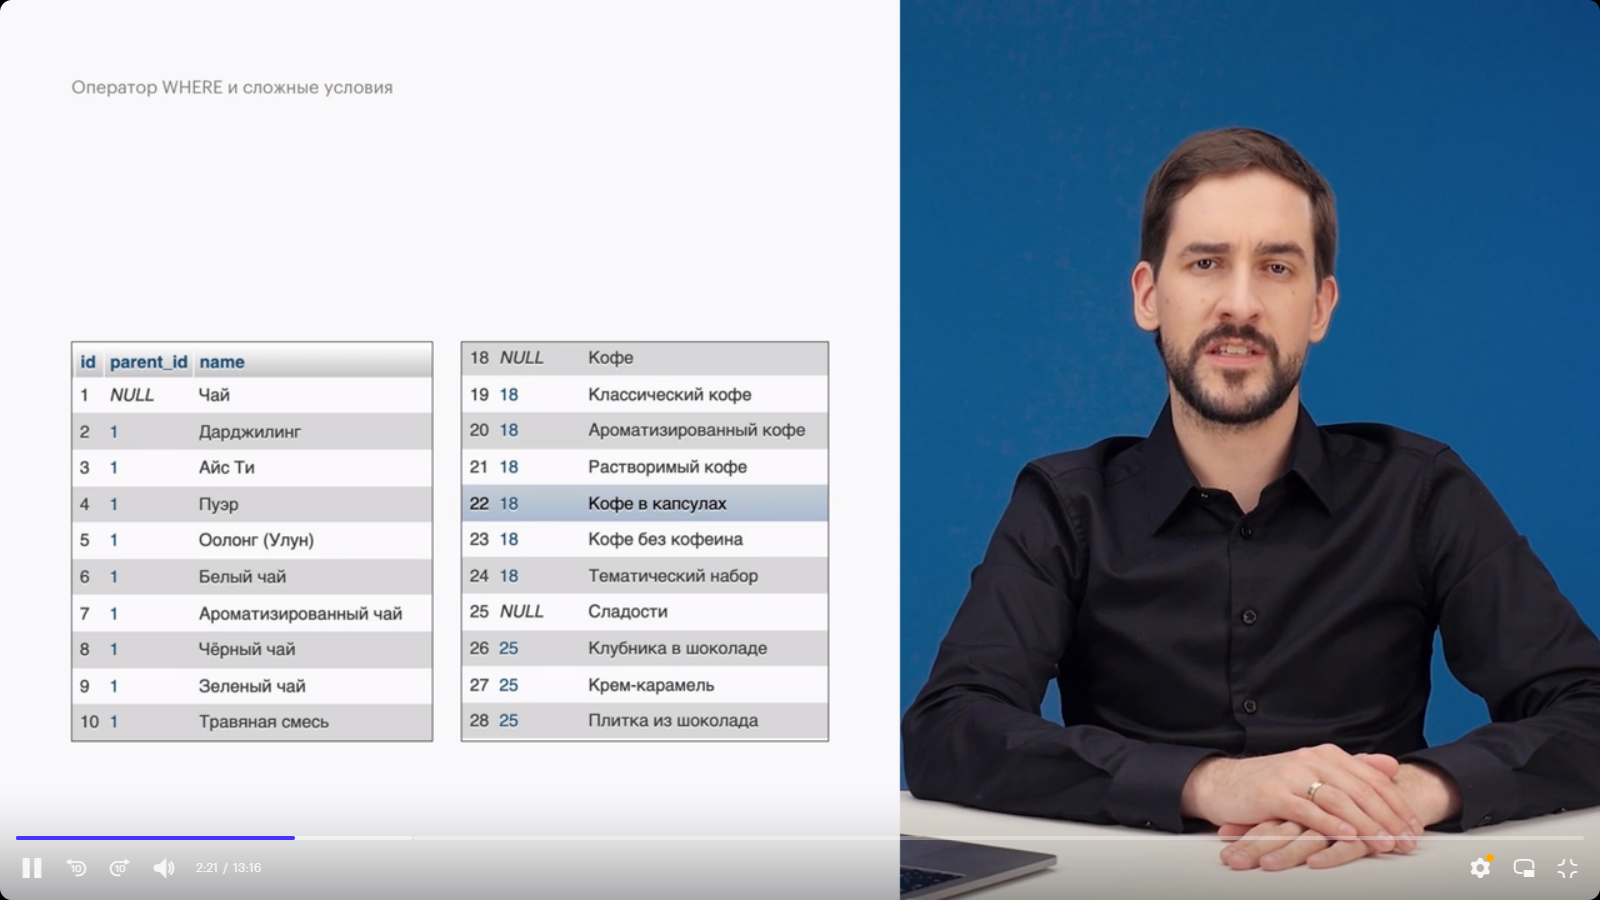 Оператор WHERE и сложные условия
id parent_id name
1 NULL Чай
2 1 Дарджилинг
3 1 Айс Ти
4 1 Пуэр
5 1 Оолонг (Улун)
6 1 Белый чай
7 1 Ароматизированный чай
8 1 Чёрный чай
9 1 Зеленый чай
10 1 Травяная смесь
18 NULL Кофе
19 18 Классический кофе
20 18 Ароматизированный кофе
21 18 Растворимый кофе
22 18 Кофе в капсулах
23 18 Кофе без кофеина
24 18 Тематический набор
25 NULL Сладости
26 25 Клубника в шоколаде
27 25 Крем-карамель
28 25 Плитка из шоколада
10 10 2:21 / 13:16